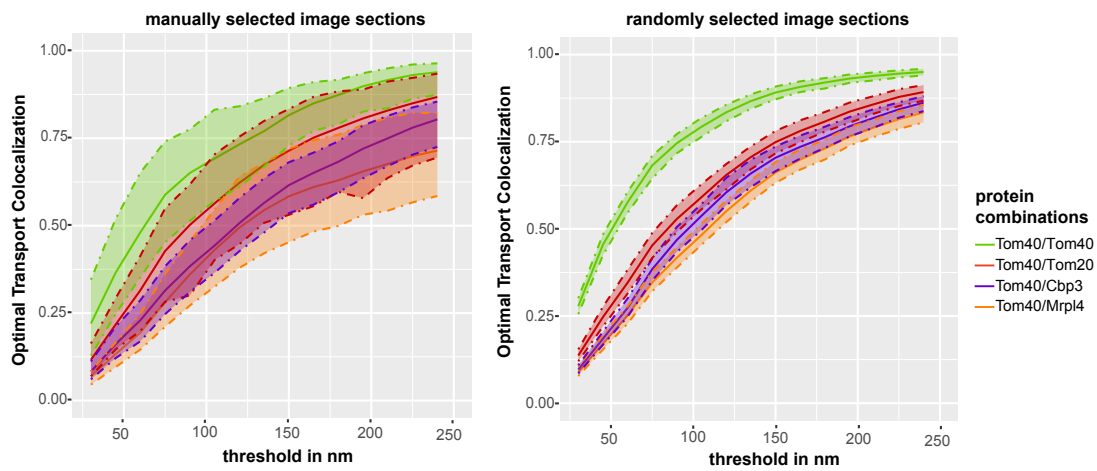 manually selected image sections
randomly selected image sections
Optimal Transport Colocalization
1.00
0.75
0.50
0.25
0.00
50
100
150
200
250
threshold in nm
Optimal Transport Colocalization
1.00
0.75
0.50
0.25
0.00
50
100
150
200
250
threshold in nm
protein
combinations
Tom40/Tom40
Tom40/Tom20
Tom40/Cbp3
Tom40/Mrpl4